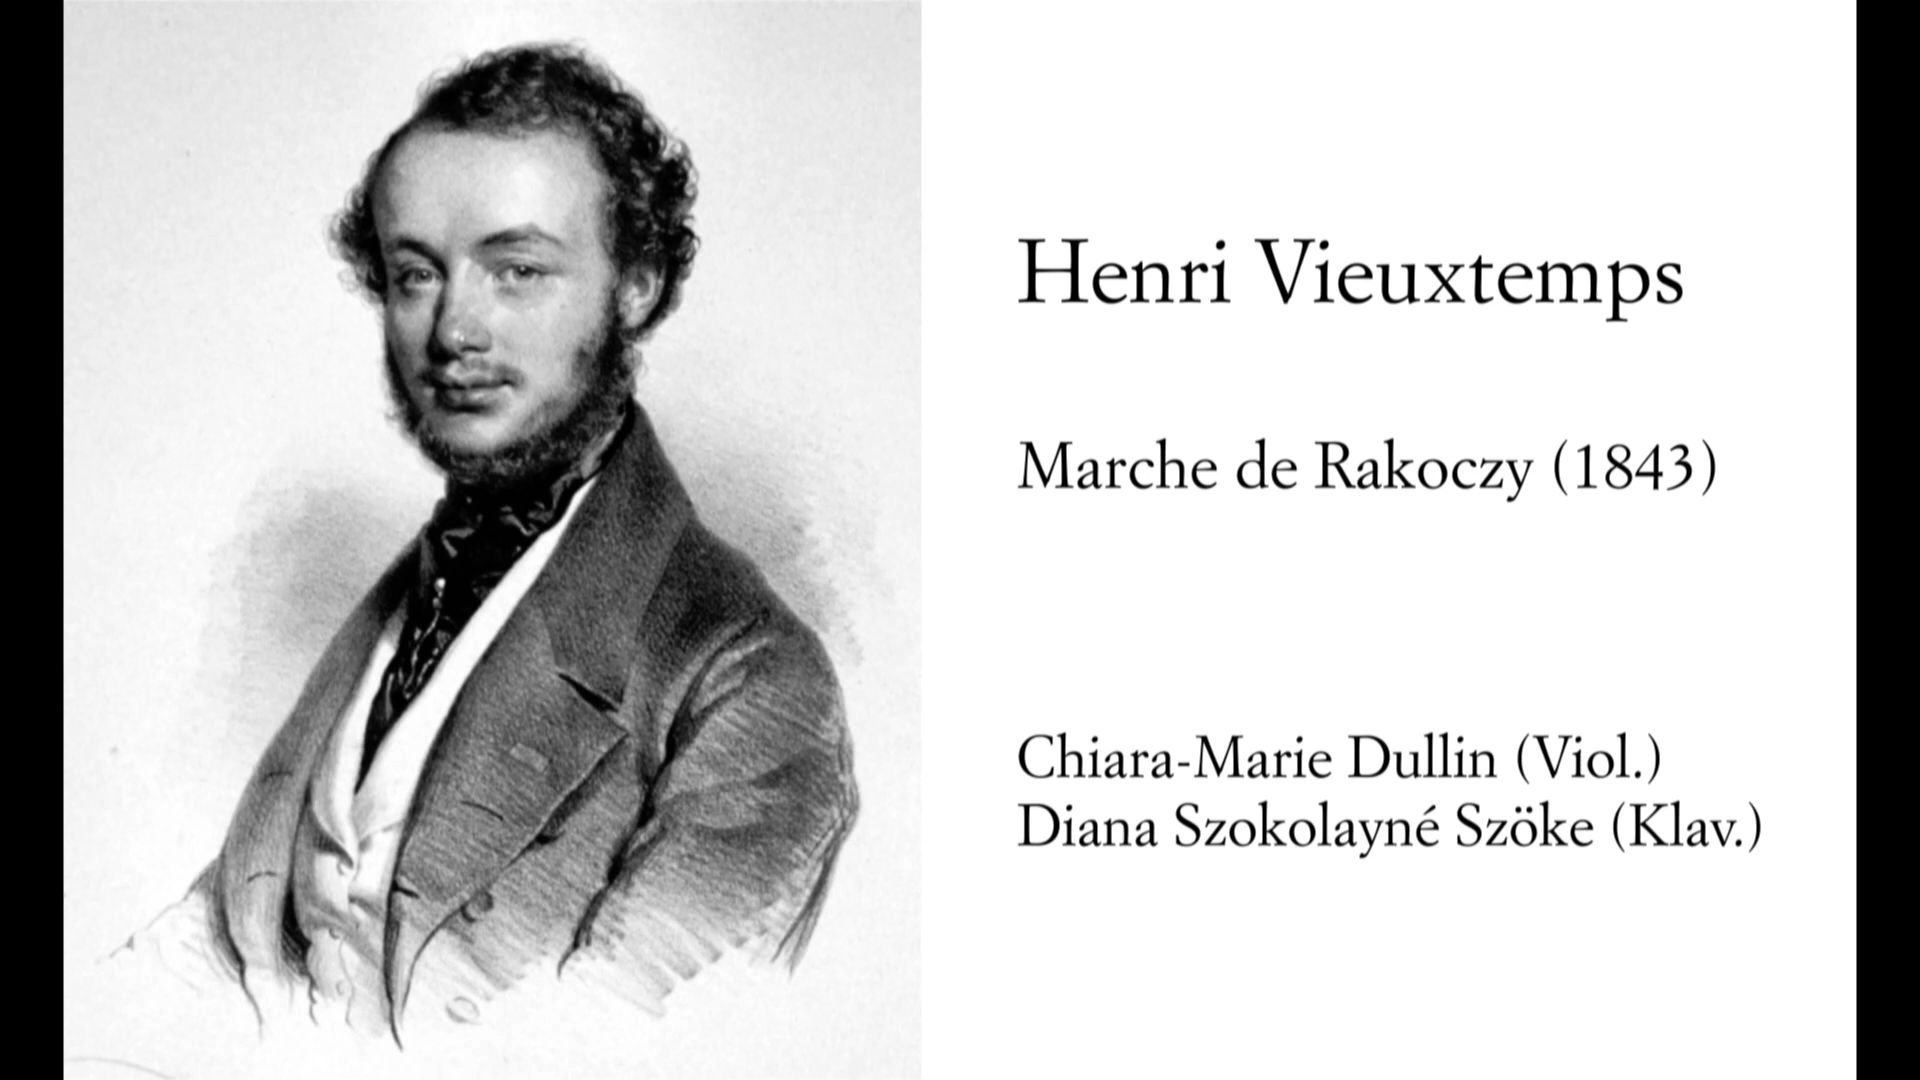 Henri Vieuxtemps
Marche de Rakoczy (1843)
Chiara-Marie Dullin (Viol.)
Diana Szokolayné Szöke (Klav.)